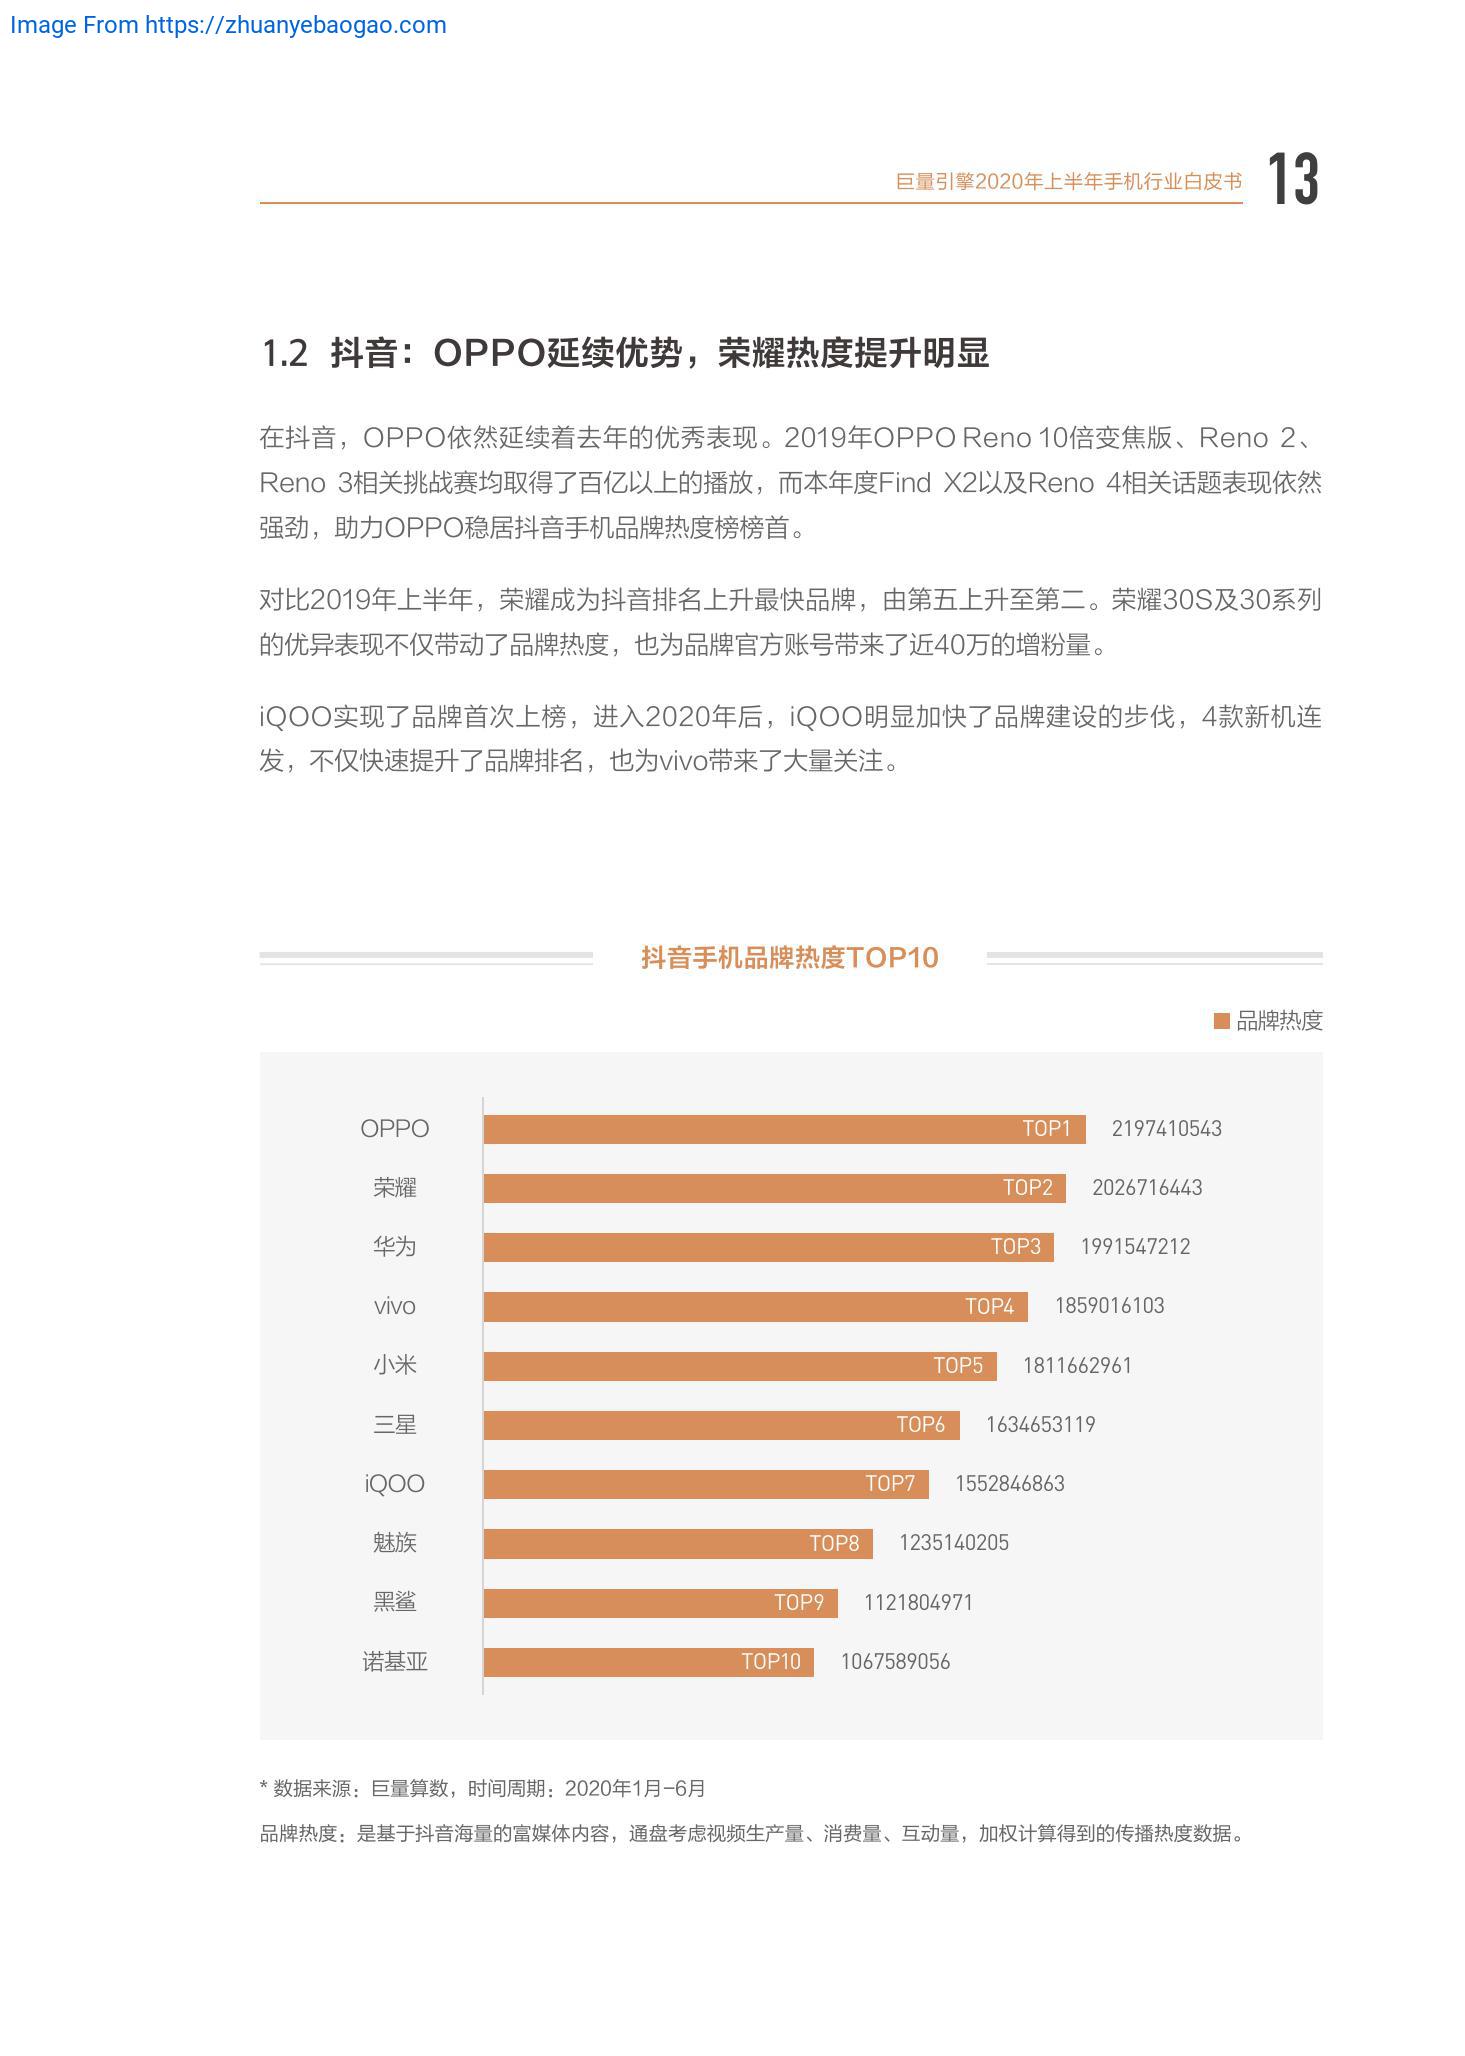 Image From https://zhuanyebaogao.com
巨量引擎2020年上半年手机行业白皮书 13
1.2 抖音：OPPO延续优势，荣耀热度提升明显
在抖音，OPPO依然延续着去年的优秀表现。2019年OPPO Reno 10倍变焦版、Reno 2、
Reno 3相关挑战赛均取得了百亿以上的播放，而本年度Find X2以及Reno 4相关话题表现依然
强劲，助力OPPO稳居抖音手机品牌热度榜榜首。
对比2019年上半年，荣耀成为抖音排名上升最快品牌，由第五上升至第二。荣耀30S及30系列
的优异表现不仅带动了品牌热度，也为品牌官方账号带来了近40万的增粉量。
iQOO实现了品牌首次上榜，进入2020年后，iQOO明显加快了品牌建设的步伐，4款新机连
发，不仅快速提升了品牌排名，也为vivo带来了大量关注。
抖音手机品牌热度TOP10
品牌热度
OPPO TOP1 2197410543
荣耀 TOP2 2026716443
华为 TOP3 1991547212
vivo TOP4 1859016103
小米 TOP5 1811662961
三星 TOP6 1634653119
iQOO TOP7 1552846863
魅族 TOP8 1235140205
黑鲨 TOP9 1121804971
诺基亚 TOP10 1067589056
* 数据来源：巨量算数，时间周期：2020年1月-6月
品牌热度：是基于抖音海量的富媒体内容，通盘考虑视频生产量、消费量、互动量，加权计算得到的传播热度数据。